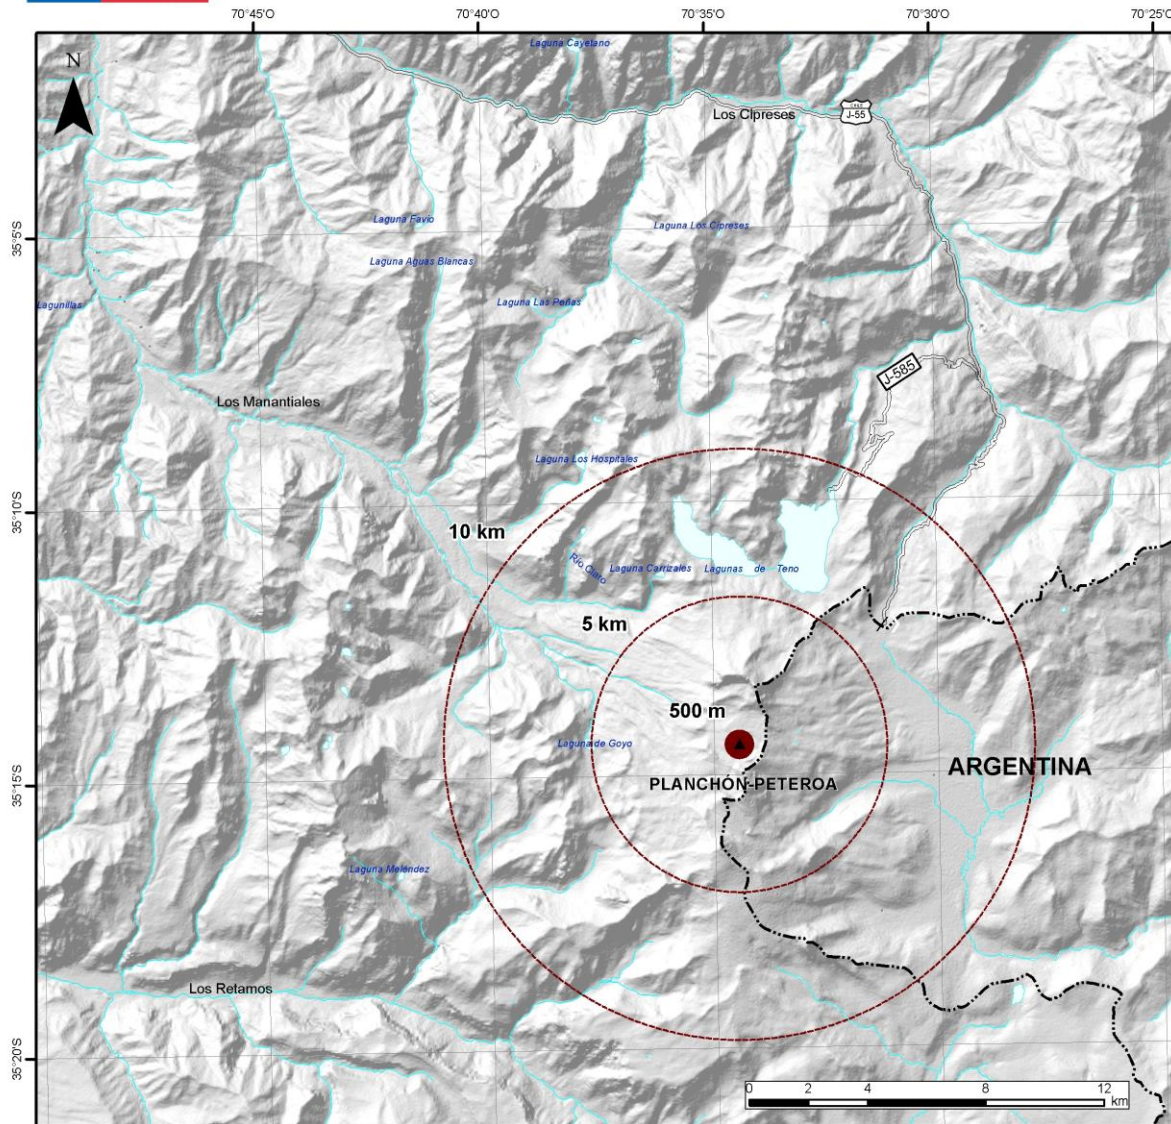 70°45'O
70°40'O
70°35'O
70°30'O
70°25'O
N
Laguna Cayetano
Los Cipreses
J-55
35°5'S
Laguna Favio
Laguna Los Cipreses
Laguna Aguas Blancas
Lagunillas
Laguna Las Peñas
J-585
Los Manantiales
Laguna Los Hospitales
35°10'S
10 km
Río Claro
Laguna Carrizales
Lagunas de Teno
5 km
500 m
Laguna de Goyo
ARGENTINA
35°15'S
PLANCHÓN-PETEROA
Laguna Meléndez
Los Retamos
35°20'S
0 2 4 8 12
km